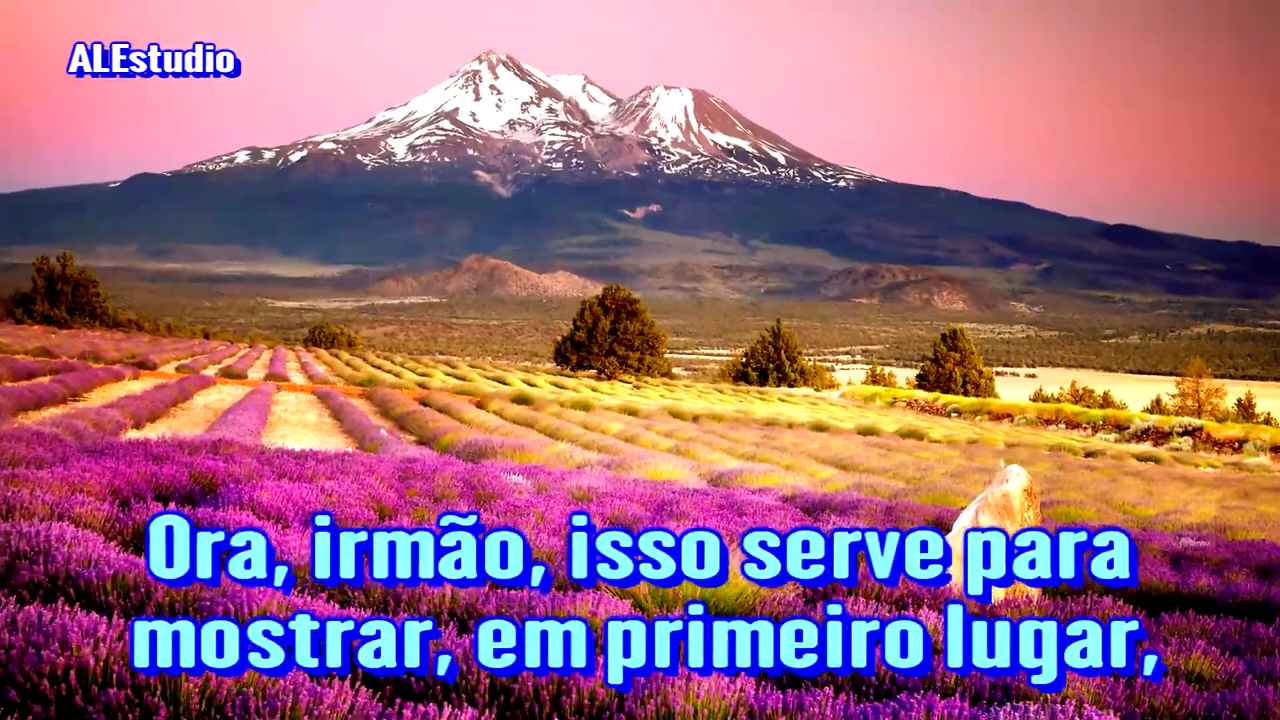 ALEstudio
Ora, irmão, isso serve para
mostrar, em primeiro lugar,